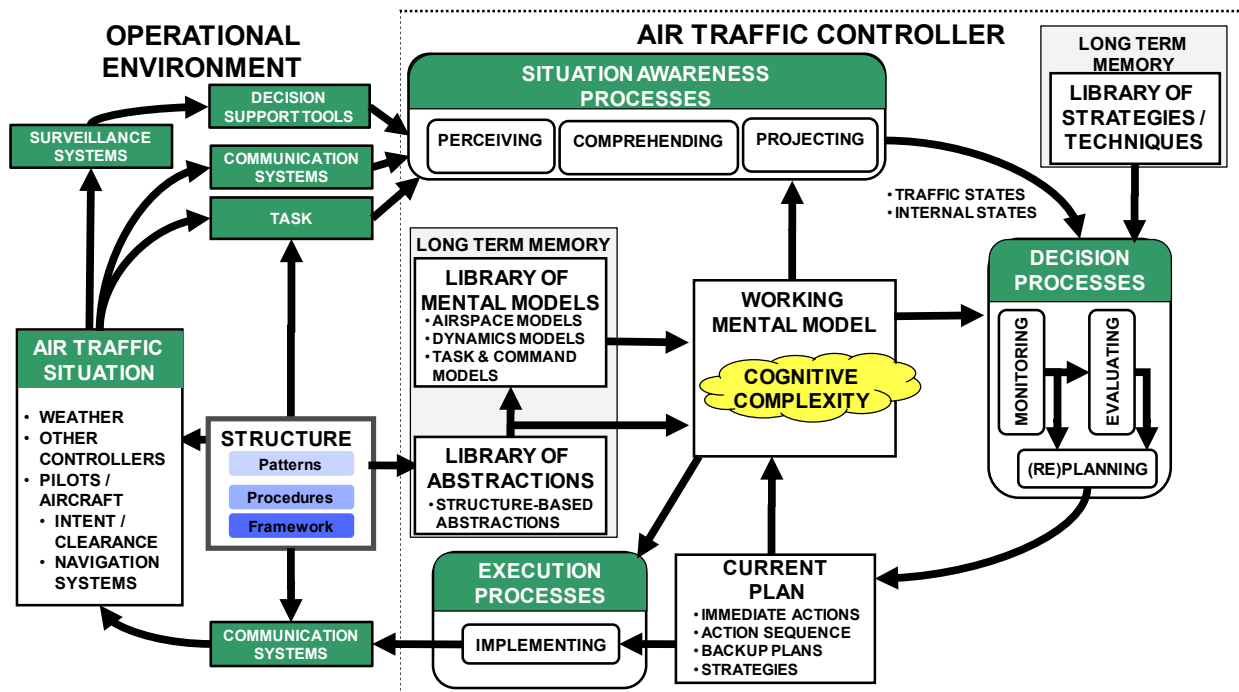 OPERATIONAL
ENVIRONMENT
AIR TRAFFIC CONTROLLER
DECISION
SUPPORT TOOLS
SURVEILLANCE
SYSTEMS
COMMUNICATION
SYSTEMS
TASK
SITUATION AWARENESS
PROCESSES
PERCEIVING
COMPREHENDING
PROJECTING
LONG TERM
MEMORY
LIBRARY OF
STRATEGIES /
TECHNIQUES
• TRAFFIC STATES
• INTERNAL STATES
LONG TERM MEMORY
LIBRARY OF
MENTAL MODELS
• AIRSPACE MODELS
• DYNAMICS MODELS
• TASK & COMMAND
MODELS
LIBRARY OF
ABSTRACTIONS
• STRUCTURE-BASED
ABSTRACTIONS
WORKING
MENTAL MODEL
COGNITIVE
COMPLEXITY
DECISION
PROCESSES
MONITORING
EVALUATING
(RE)PLANNING
AIR TRAFFIC
SITUATION
• WEATHER
• OTHER
CONTROLLERS
• PILOTS /
AIRCRAFT
• INTENT /
CLEARANCE
• NAVIGATION
SYSTEMS
STRUCTURE
Patterns
Procedures
Framework
COMMUNICATION
SYSTEMS
EXECUTION
PROCESSES
IMPLEMENTING
CURRENT
PLAN
• IMMEDIATE ACTIONS
• ACTION SEQUENCE
• BACKUP PLANS
• STRATEGIES